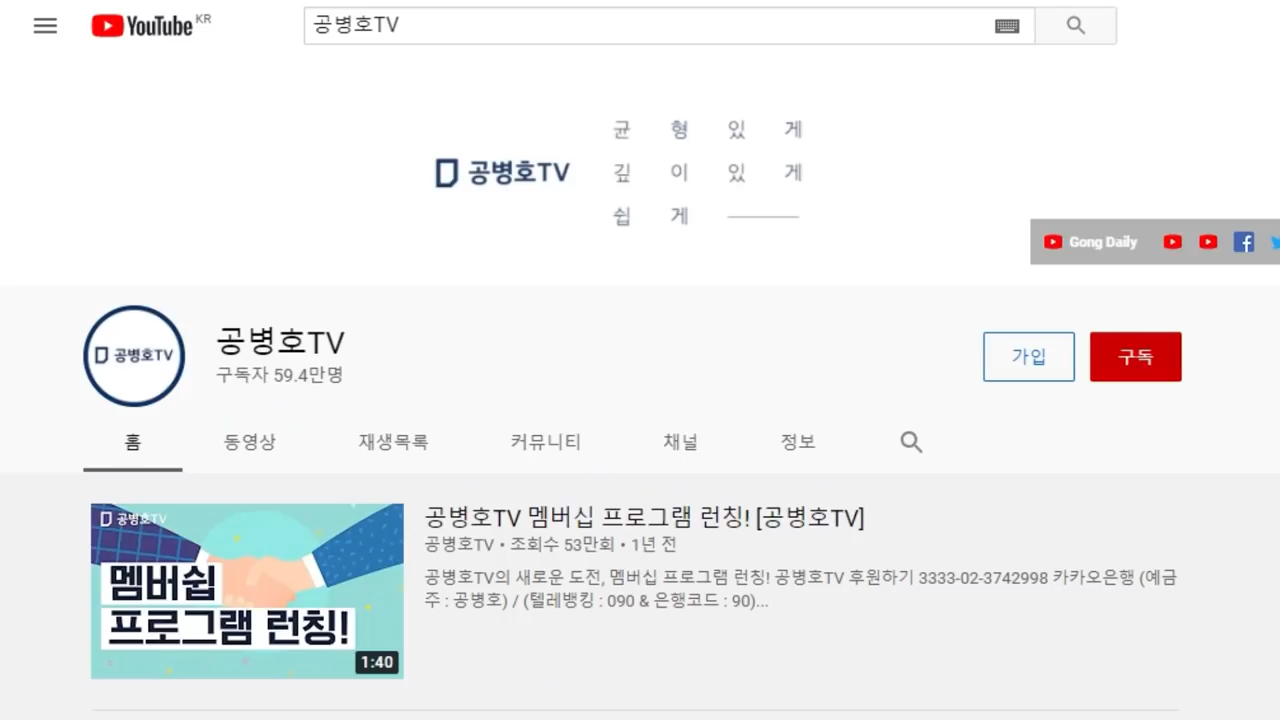 YouTube KR
공병호TV
공병호TV
균 형 있 게
깊 이 있 게
쉽 게
Gong Daily
공병호TV
공병호TV
구독자 59.4만명
가입
구독
홈
동영상
재생목록
커뮤니티
채널
정보
공병호TV
멤버쉽
프로그램 런칭!
1:40
공병호TV 멤버십 프로그램 런칭! [공병호TV]
공병호TV • 조회수 53만회 • 1년 전
공병호TV의 새로운 도전, 멤버십 프로그램 런칭! 공병호TV 후원하기 3333-02-3742998 카카오은행 (예금
주 : 공병호) / (텔레뱅킹 : 090 & 은행코드 : 90)...